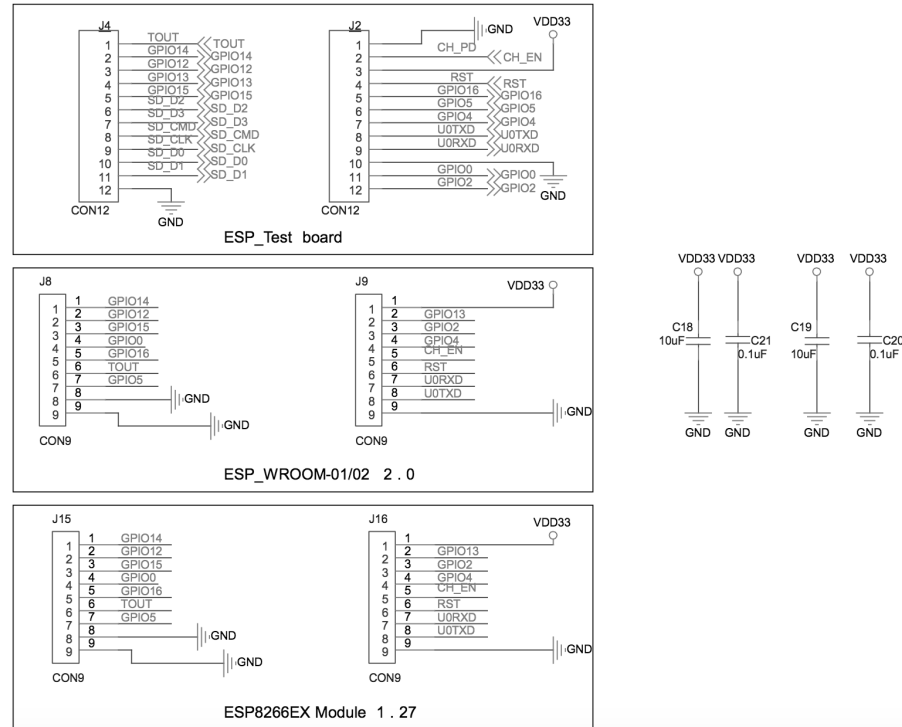 J4
1 TOUT TOUT
2 GPIO14 GPIO14
3 GPIO12 GPIO12
4 GPIO13 GPIO13
5 GPIO15 GPIO15
6 SD_D2 SD_D2
7 SD_D3 SD_D3
8 SD_CMD SD_CMD
9 SD_CLK SD_CLK
10 SD_D0 SD_D0
11 SD_D1 SD_D1
12
GND
CON12
J2
VDD33
1 GND
2 CH_PD CH_EN
3
4 RST RST
5 GPIO16 GPIO16
6 GPIO5 GPIO5
7 GPIO4 GPIO4
8 U0TXD U0TXD
9 U0RXD U0RXD
10
11 GPIO0 GPIO0
12 GPIO2 GPIO2
GND
CON12
ESP_Test board
J8
1 1 GPIO14
2 2 GPIO12
3 3 GPIO15
4 4 GPIO0
5 5 GPIO16
6 6 TOUT
7 7 GPIO5
8 8 GND
9 9 GND
CON9
J9
VDD33
1 1
2 2 GPIO13
3 3 GPIO2
4 4 GPIO4
5 5 CH_EN
6 6 RST
7 7 U0RXD
8 8 U0TXD
9 9 GND
CON9
ESP_WROOM-01/02 2 . 0
J15
1 1 GPIO14
2 2 GPIO12
3 3 GPIO15
4 4 GPIO0
5 5 GPIO16
6 6 TOUT
7 7 GPIO5
8 8 GND
9 9 GND
CON9
J16
VDD33
1 1
2 2 GPIO13
3 3 GPIO2
4 4 GPIO4
5 5 CH_EN
6 6 RST
7 7 U0RXD
8 8 U0TXD
9 9 GND
CON9
ESP8266EX Module 1 . 27
VDD33 VDD33 VDD33 VDD33
C18 C21 C19 C20
10uF 0.1uF 10uF 0.1uF
GND GND GND GND